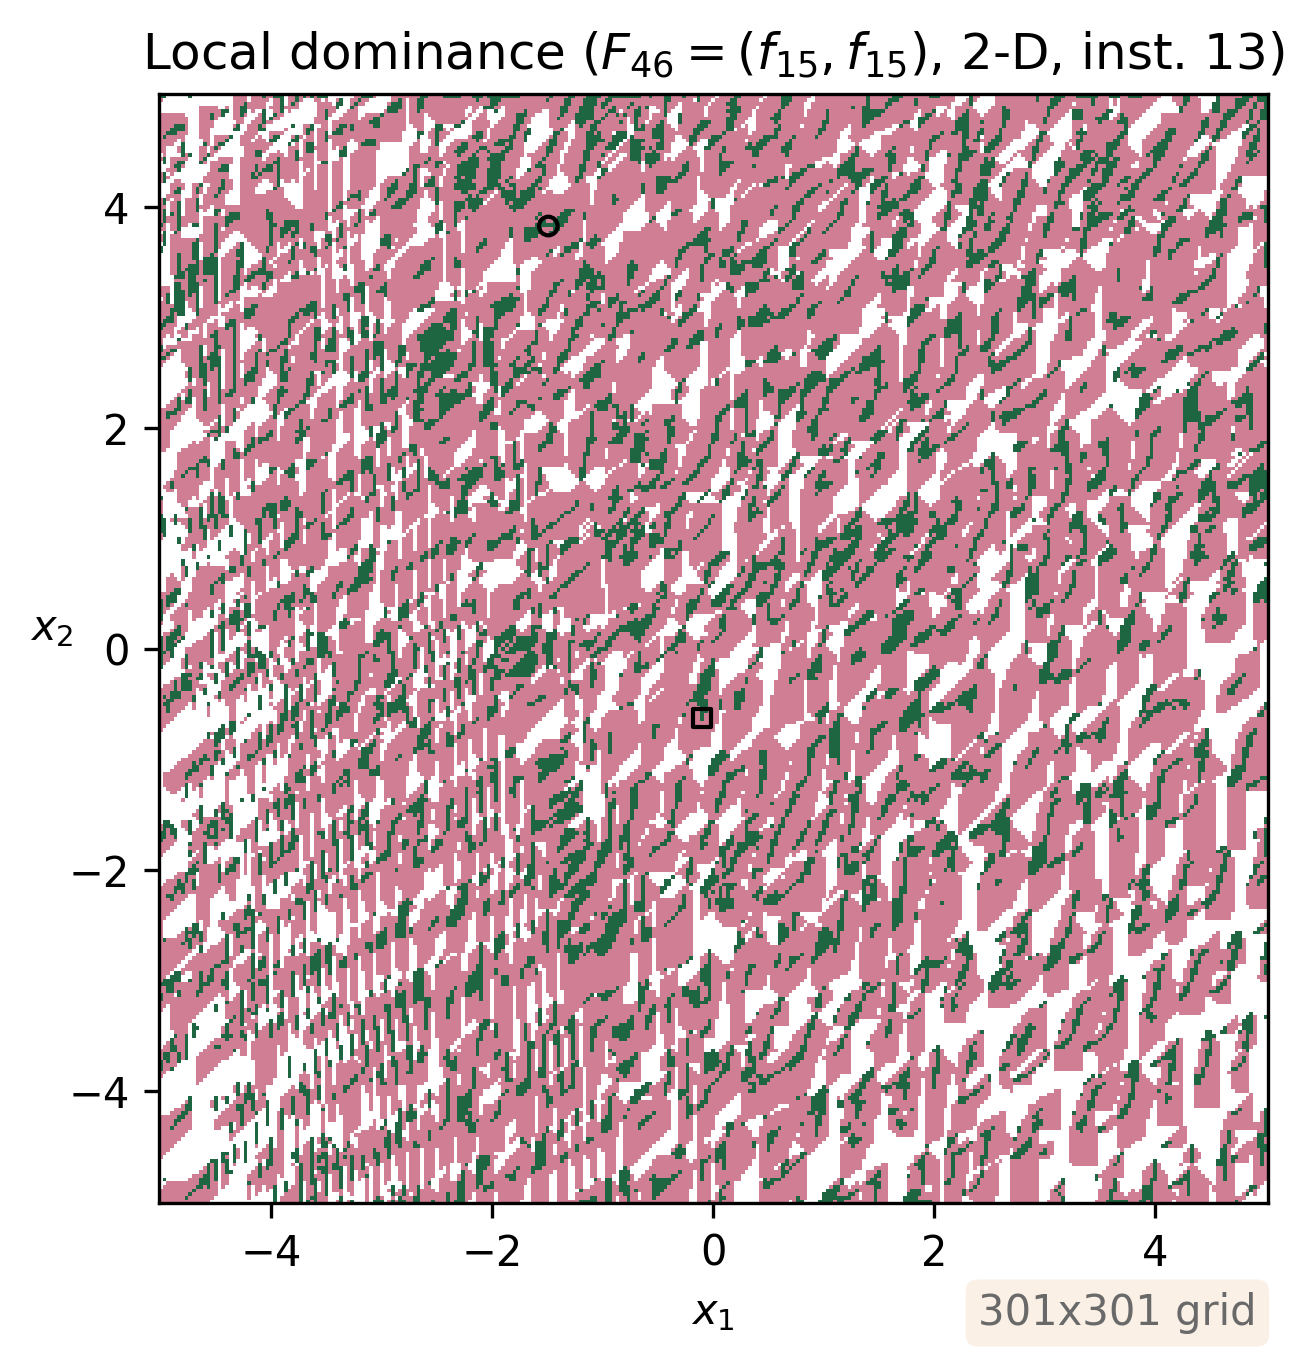 Local dominance (F₄₆ = (f₁₅, f₁₅), 2-D, inst. 13)
4
2
0
−2
−4
x₂
−4 −2 0 2 4
x₁
301x301 grid